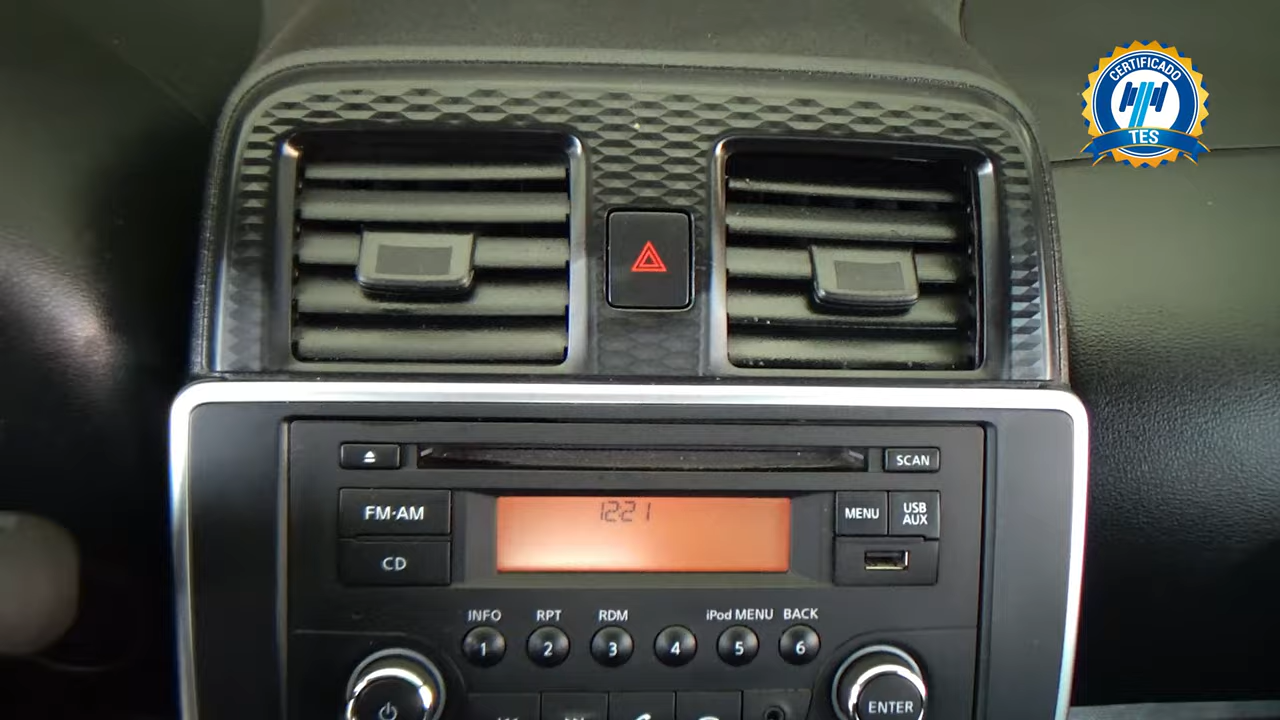 CERTIFICADO
TES
SCAN
FM·AM
12:21
MENU
USB
AUX
CD
INFO RPT RDM iPod MENU BACK
1 2 3 4 5 6
ENTER